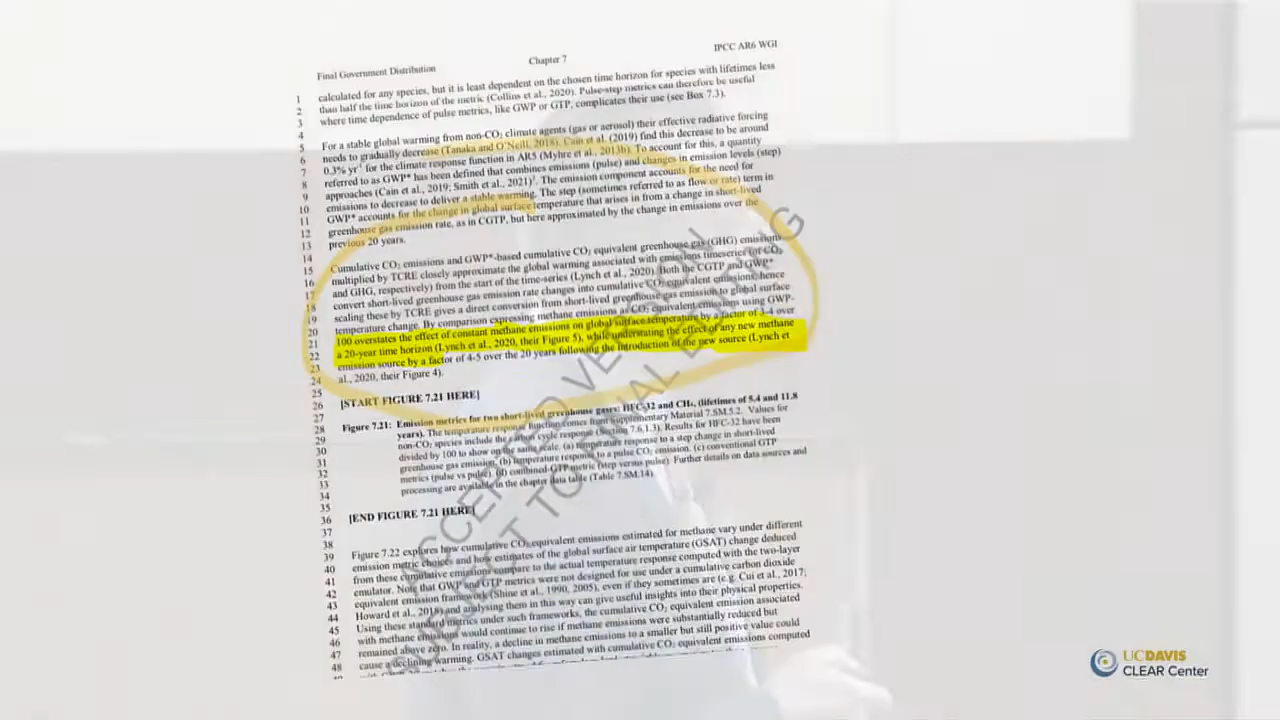 Final Government Distribution Chapter 7 IPCC AR6 WGI
1 calculated for any species, but it is least dependent on the chosen time horizon for species with lifetimes less
2 than half the time horizon of the metric (Collins et al., 2020). Pulse-step metrics can therefore be useful
3 where time dependence of pulse metrics, like GWP or GTP, complicates their use (see Box 7.3).
4
5 For a stable global warming from non-CO₂ climate agents (gas or aerosol) their effective radiative forcing
6 needs to gradually decrease (Tanaka and O'Neill, 2018). Cain et al. (2019) find this decrease to be around
7 0.3% yr⁻¹ for the climate response function in AR5 (Myhre et al., 2013b). To account for this, a quantity
8 referred to as GWP* has been defined that combines emissions (pulse) and changes in emission levels (step)
9 approaches (Cain et al., 2019; Smith et al., 2021)¹. The emission component accounts for the need for
10 emissions to decrease to deliver a stable warming. The step (sometimes referred to as flow or rate) term in
11 GWP* accounts for the change in global surface temperature that arises in from a change in short-lived
12 greenhouse gas emission rate, as in CGTP, but here approximated by the change in emissions over the
13 previous 20 years.
14
15 Cumulative CO₂ emissions and GWP*-based cumulative CO₂ equivalent greenhouse gas (GHG) emissions
16 multiplied by TCRE closely approximate the global warming associated with emissions timeseries (of CO₂
17 and GHG, respectively) from the start of the time-series (Lynch et al., 2020). Both the CGTP and GWP*
18 convert short-lived greenhouse gas emission rate changes into cumulative CO₂ equivalent emissions, hence
19 scaling these by TCRE gives a direct conversion from short-lived greenhouse gas emission to global surface
20 temperature change. By comparison expressing methane emissions as CO₂ equivalent emissions using GWP-
21 100 overstates the effect of constant methane emissions on global surface temperature by a factor of 3-4 over
22 a 20-year time horizon (Lynch et al., 2020, their Figure 5), while understating the effect of any new methane
23 emission source by a factor of 4-5 over the 20 years following the introduction of the new source (Lynch et
24 al., 2020, their Figure 4).
25
26 [START FIGURE 7.21 HERE]
27
28 Figure 7.21: Emission metrics for two short-lived greenhouse gases: HFC-32 and CH₄, (lifetimes of 5.4 and 11.8
29 years). The temperature response function comes from Supplementary Material 7.SM.5.2. Values for
30 non-CO₂ species include the carbon cycle response (Section 7.6.1.3). Results for HFC-32 have been
31 divided by 100 to show on the same scale. (a) temperature response to a step change in short-lived
32 greenhouse gas emission. (b) temperature response to a pulse CO₂ emission. (c) conventional GTP
33 metrics (pulse vs pulse). (d) combined-GTP metric (step versus pulse). Further details on data sources and
34 processing are available in the chapter data table (Table 7.SM.14).
35
36 [END FIGURE 7.21 HERE]
37
38
39 Figure 7.22 explores how cumulative CO₂ equivalent emissions estimated for methane vary under different
40 emission metric choices and how estimates of the global surface air temperature (GSAT) change deduced
41 from these cumulative emissions compare to the actual temperature response computed with the two-layer
42 emulator. Note that GWP and GTP metrics were not designed for use under a cumulative carbon dioxide
43 equivalent emission framework (Shine et al., 1990, 2005), even if they sometimes are (e.g. Cui et al., 2017;
44 Howard et al., 2018) and analysing them in this way can give useful insights into their physical properties.
45 Using these standard metrics under such frameworks, the cumulative CO₂ equivalent emission associated
46 with methane emissions would continue to rise if methane emissions were substantially reduced but
47 remained above zero. In reality, a decline in methane emissions to a smaller but still positive value could
48 cause a declining warming. GSAT changes estimated with cumulative CO₂ equivalent emissions computed
ACCEPTED VERSION
SUBJECT TO FINAL EDITING
UCDAVIS
CLEAR Center